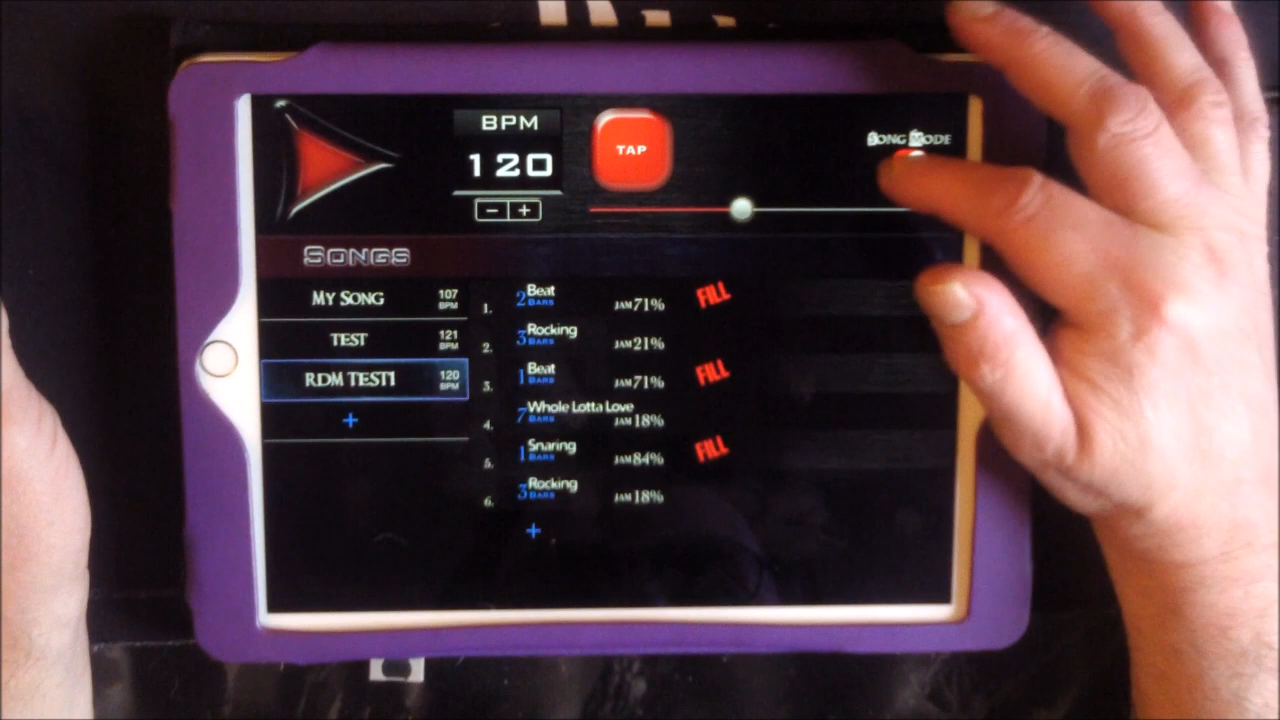 BPM
120
TAP
SONG MODE
− +
SONGS
MY SONG 107 BPM
TEST 121 BPM
RDM TEST1 120 BPM
+
1. 2 BARS Beat JAM 71% FILL
2. 3 BARS Rocking JAM 21%
3. 1 BARS Beat JAM 71% FILL
4. 7 BARS Whole Lotta Love JAM 18%
5. 1 BARS Snaring JAM 84% FILL
6. 3 BARS Rocking JAM 18%
+